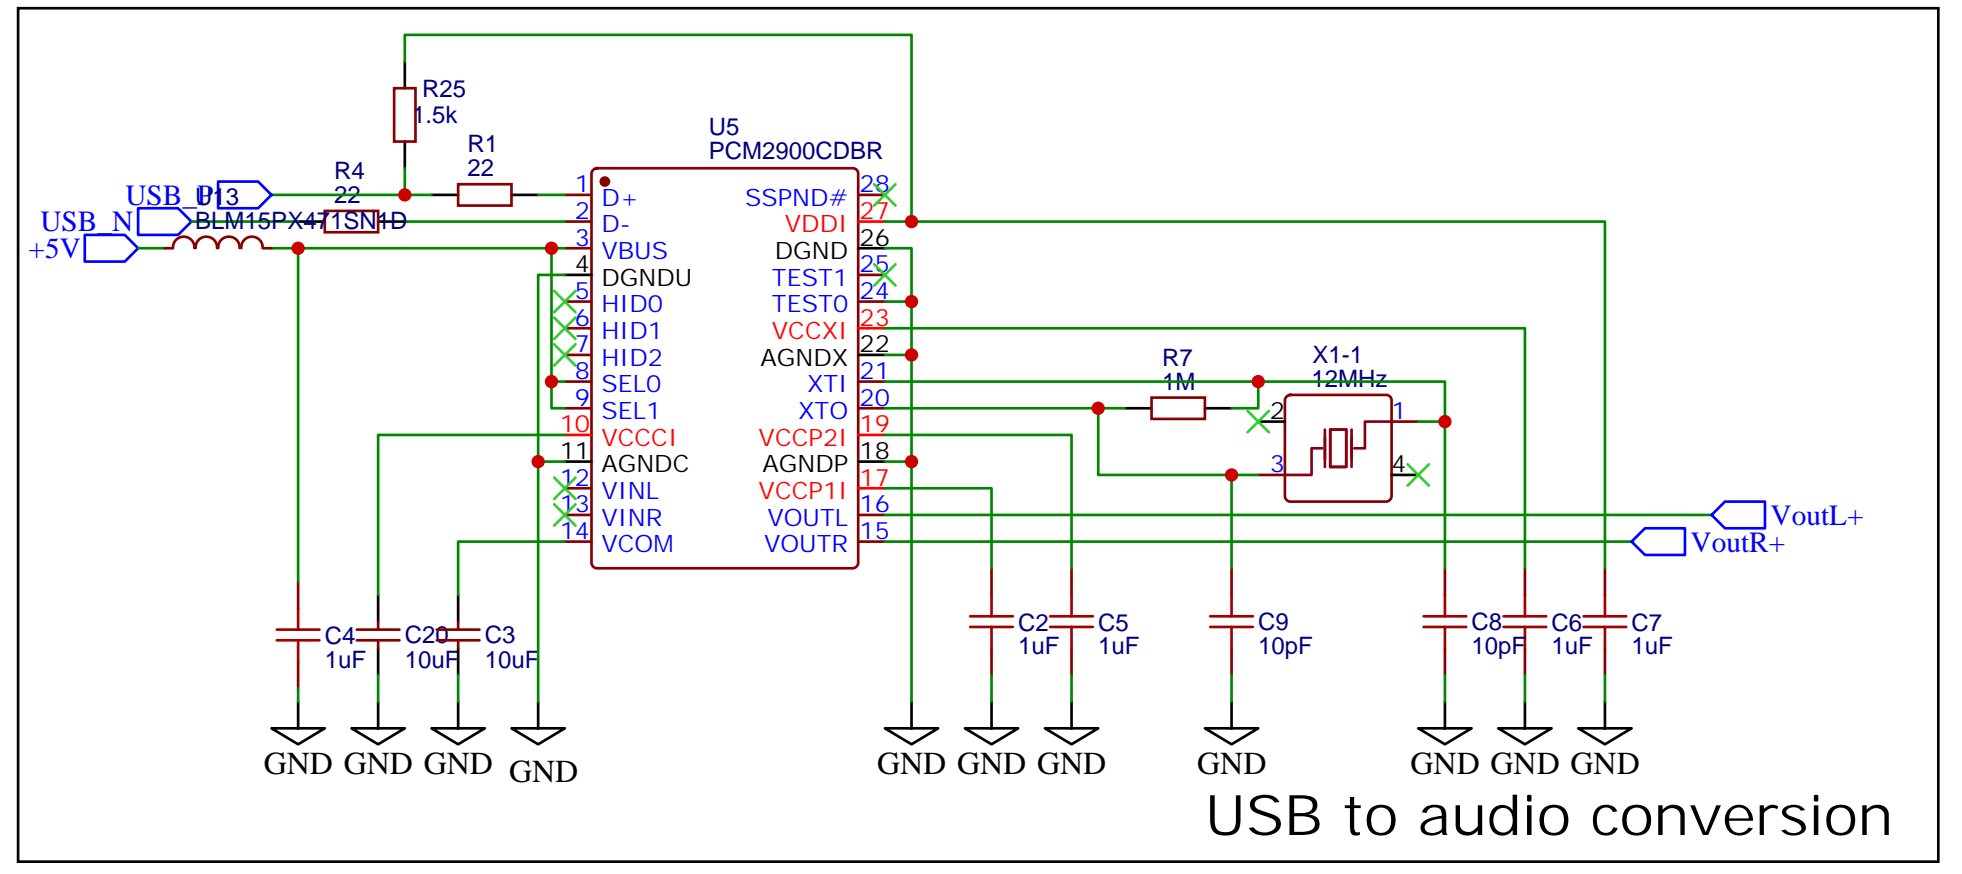 R25
1.5k
R1
22
R4
22
USB_P
U13
USB_N
BLM15PX471SN1D
+5V
U5
PCM2900CDBR
1 D+
2 D-
3 VBUS
4 DGNDU
5 HID0
6 HID1
7 HID2
8 SEL0
9 SEL1
10 VCCCI
11 AGNDC
12 VINL
13 VINR
14 VCOM
SSPND# 28
VDDI 27
DGND 26
TEST1 25
TEST0 24
VCCXI 23
AGNDX 22
XTI 21
XTO 20
VCCP2I 19
AGNDP 18
VCCP1I 17
VOUTL 16
VOUTR 15
R7
1M
X1-1
12MHz
2
1
3
4
VoutL+
VoutR+
C4
1uF
C20
10uF
C3
10uF
C2
1uF
C5
1uF
C9
10pF
C8
10pF
C6
1uF
C7
1uF
GND GND GND GND GND GND GND GND GND GND GND
USB to audio conversion